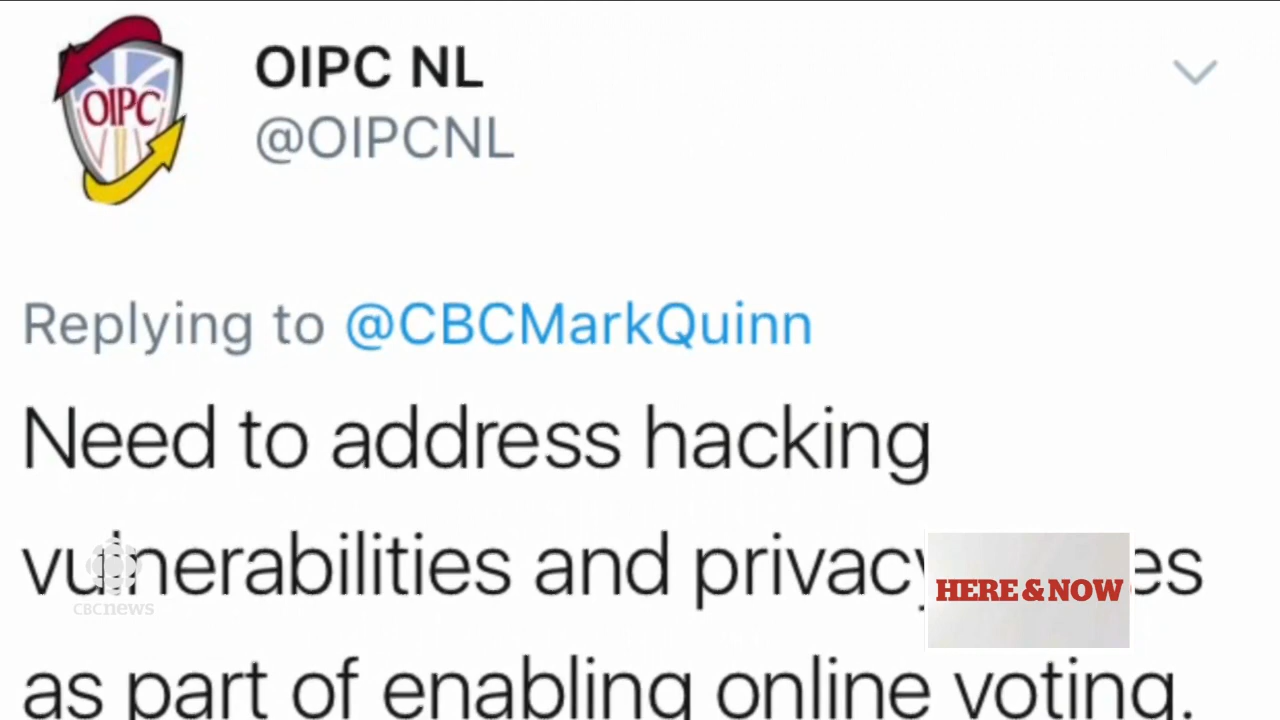 OIPC
OIPC NL
@OIPCNL
Replying to @CBCMarkQuinn
Need to address hacking
vulnerabilities and privacy es
HERE & NOW
CBCnews
as part of enabling online voting.